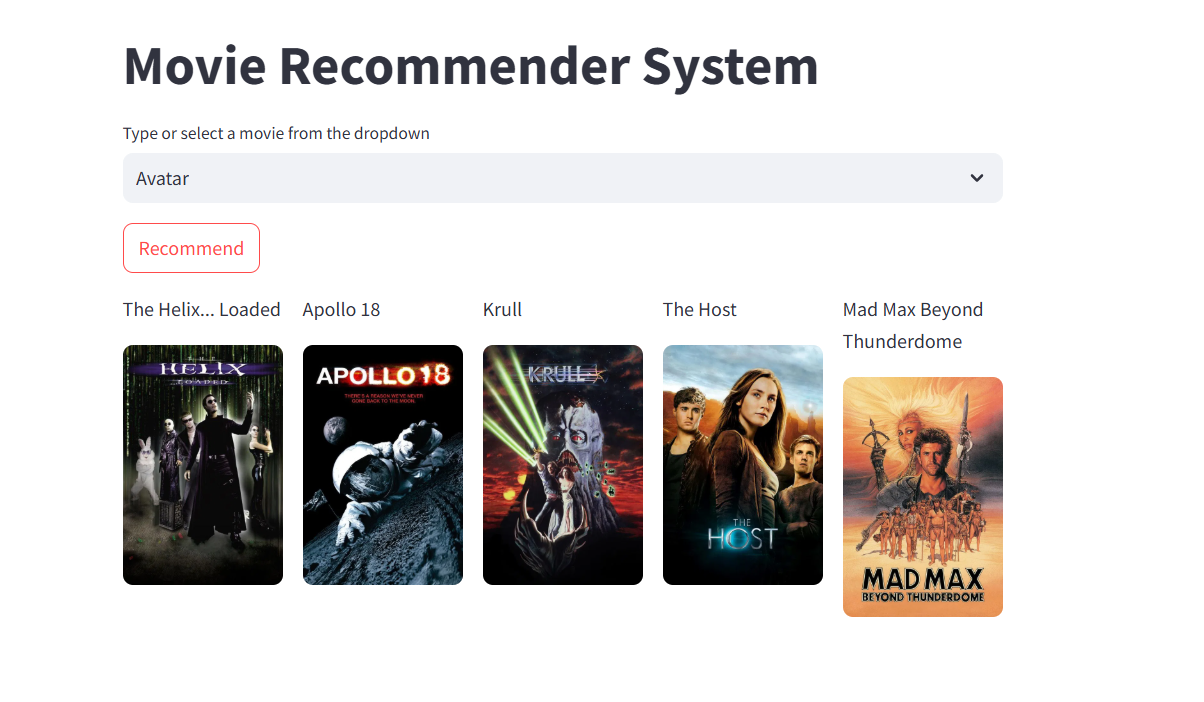 Movie Recommender System
Type or select a movie from the dropdown
Avatar
Recommend
The Helix... Loaded
Apollo 18
Krull
The Host
Mad Max Beyond
Thunderdome
THE
HELIX
LOADED
APOLLO 18
THERE'S A REASON WE'VE NEVER
GONE BACK TO THE MOON.
KRULL
THE
HOST
MAD MAX
BEYOND THUNDERDOME